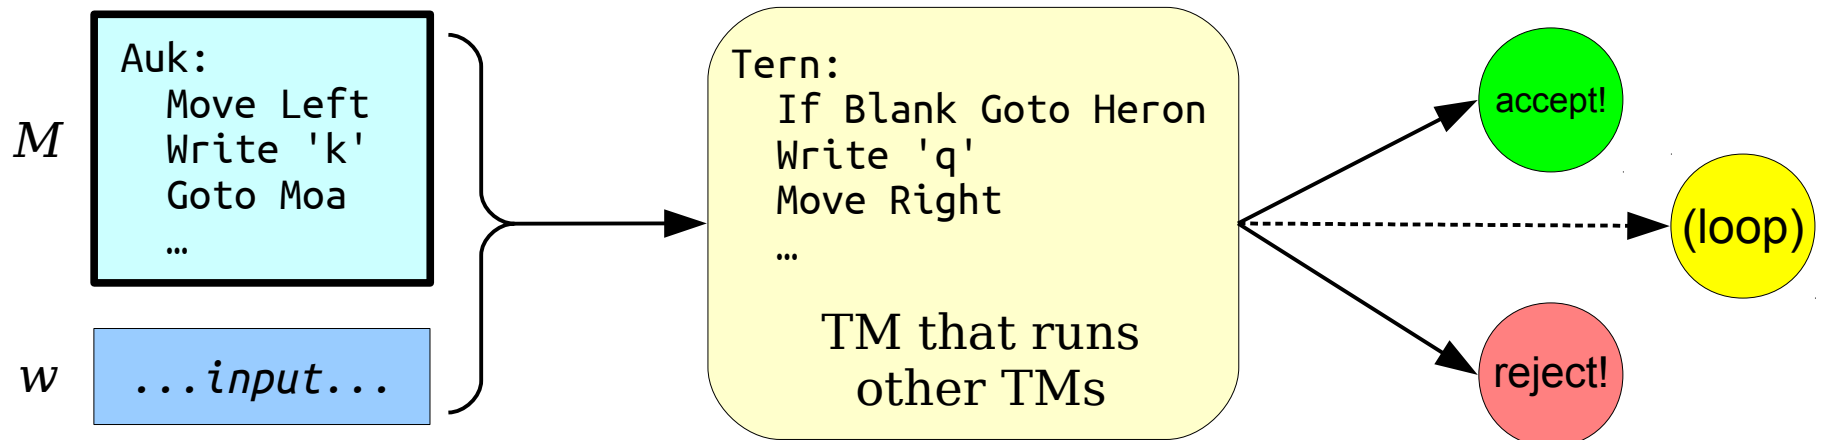 M
Auk:
Move Left
Write 'k'
Goto Moa
…
w
...input...
Tern:
If Blank Goto Heron
Write 'q'
Move Right
…
TM that runs
other TMs
accept!
(loop)
reject!